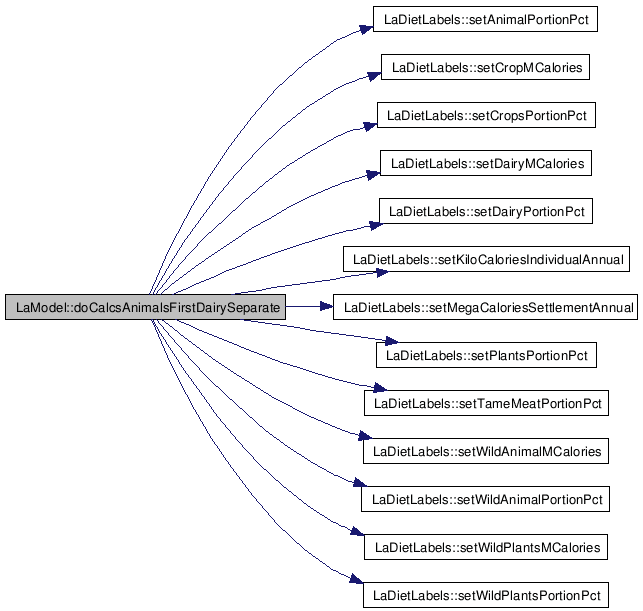 LaDietLabels::setAnimalPortionPct
LaDietLabels::setCropMCalories
LaDietLabels::setCropsPortionPct
LaDietLabels::setDairyMCalories
LaDietLabels::setDairyPortionPct
LaDietLabels::setKiloCaloriesIndividualAnnual
LaModel::doCalcsAnimalsFirstDairySeparate
LaDietLabels::setMegaCaloriesSettlementAnnual
LaDietLabels::setPlantsPortionPct
LaDietLabels::setTameMeatPortionPct
LaDietLabels::setWildAnimalMCalories
LaDietLabels::setWildAnimalPortionPct
LaDietLabels::setWildPlantsMCalories
LaDietLabels::setWildPlantsPortionPct